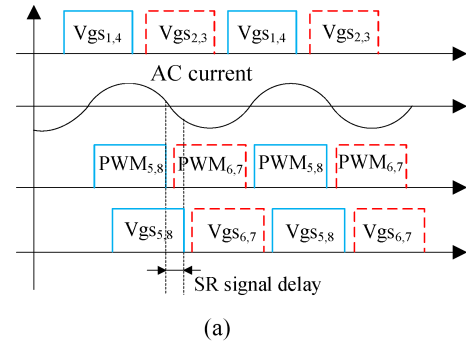 Vgs1,4 Vgs2,3 Vgs1,4 Vgs2,3
AC current
PWM5,8 PWM6,7 PWM5,8 PWM6,7
Vgs5,8 Vgs6,7 Vgs5,8 Vgs6,7
SR signal delay
(a)